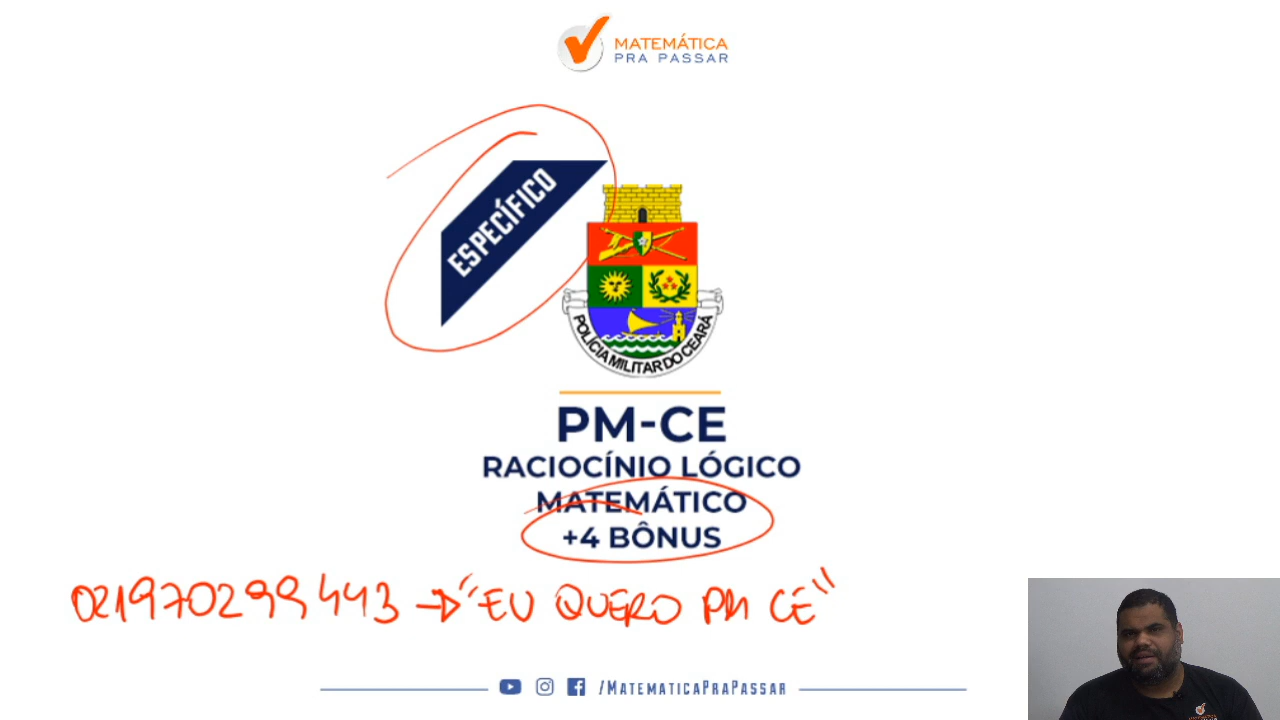 MATEMÁTICA
PRA PASSAR
ESPECÍFICO
POLÍCIA MILITAR DO CEARÁ
PM-CE
RACIOCÍNIO LÓGICO
MATEMÁTICO
+4 BÔNUS
021970299443 → "EU QUERO PM CE"
/MATEMATICAPRAPASSAR
MATEMÁTICA